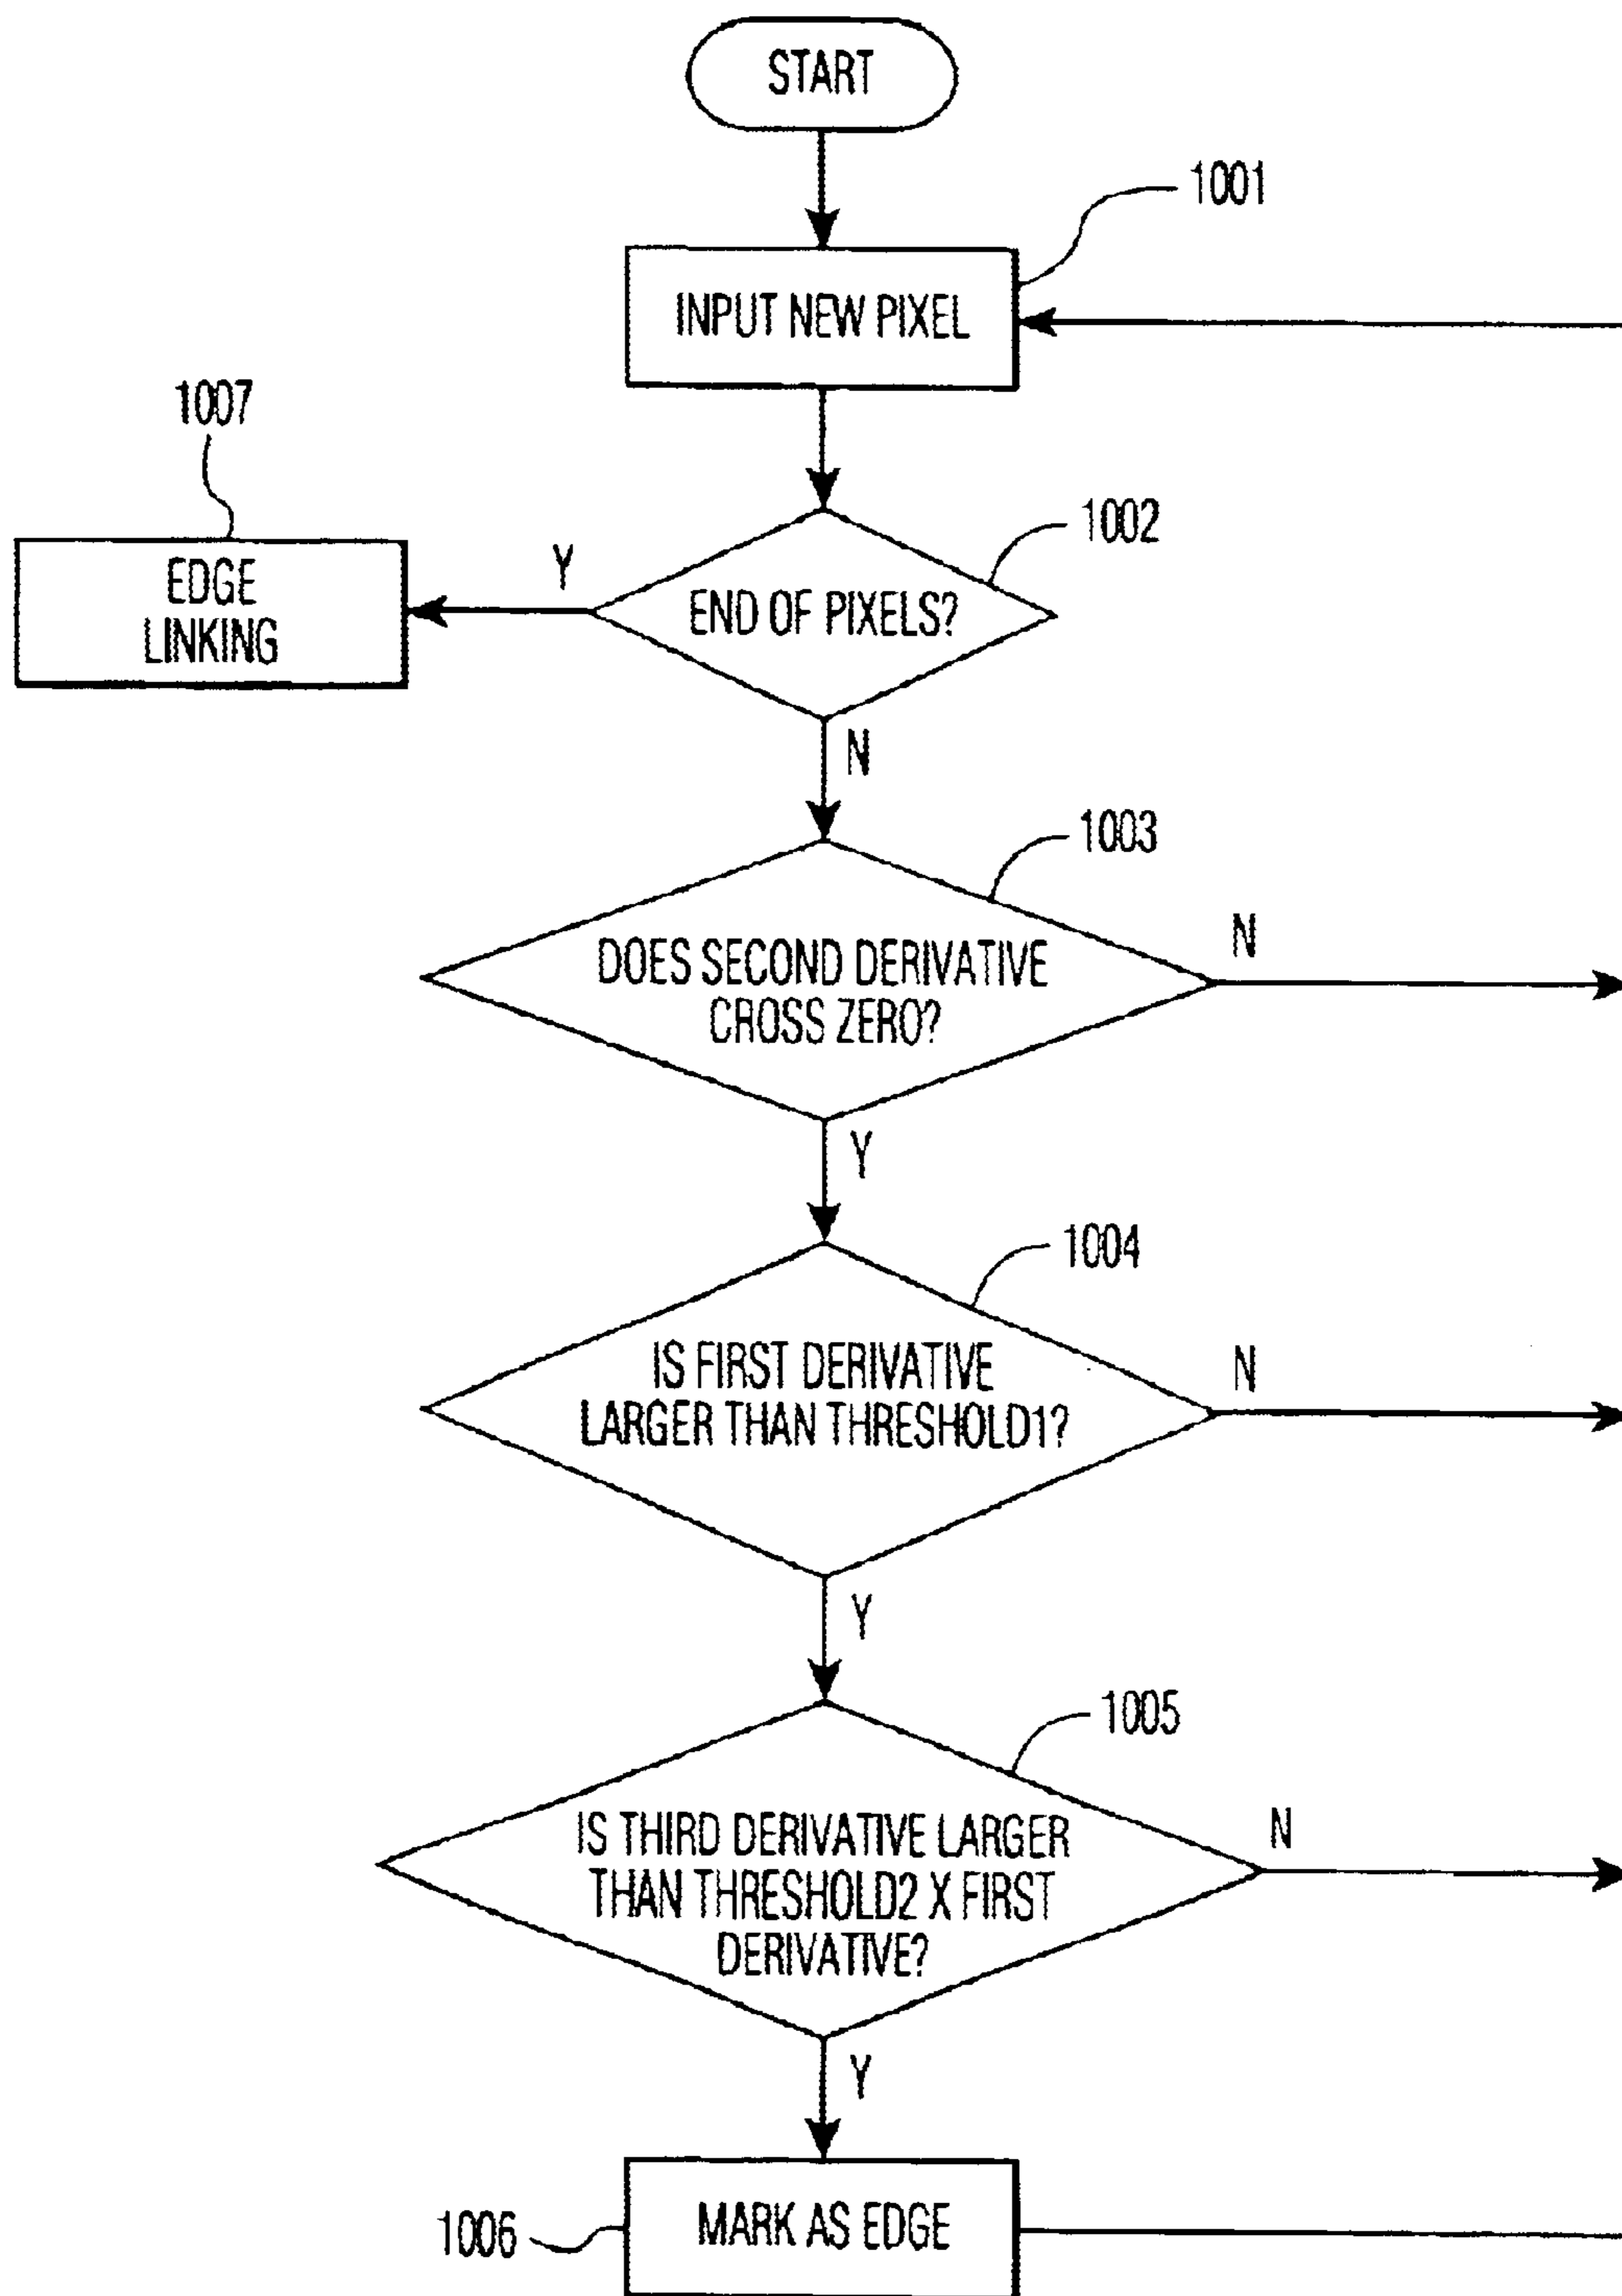 START
1001
INPUT NEW PIXEL
1007
1002
EDGE
LINKING
Y
END OF PIXELS?
N
1003
DOES SECOND DERIVATIVE
CROSS ZERO?
N
Y
1004
IS FIRST DERIVATIVE
LARGER THAN THRESHOLD1?
N
Y
1005
IS THIRD DERIVATIVE LARGER
THAN THRESHOLD2 X FIRST
DERIVATIVE?
N
Y
1006
MARK AS EDGE